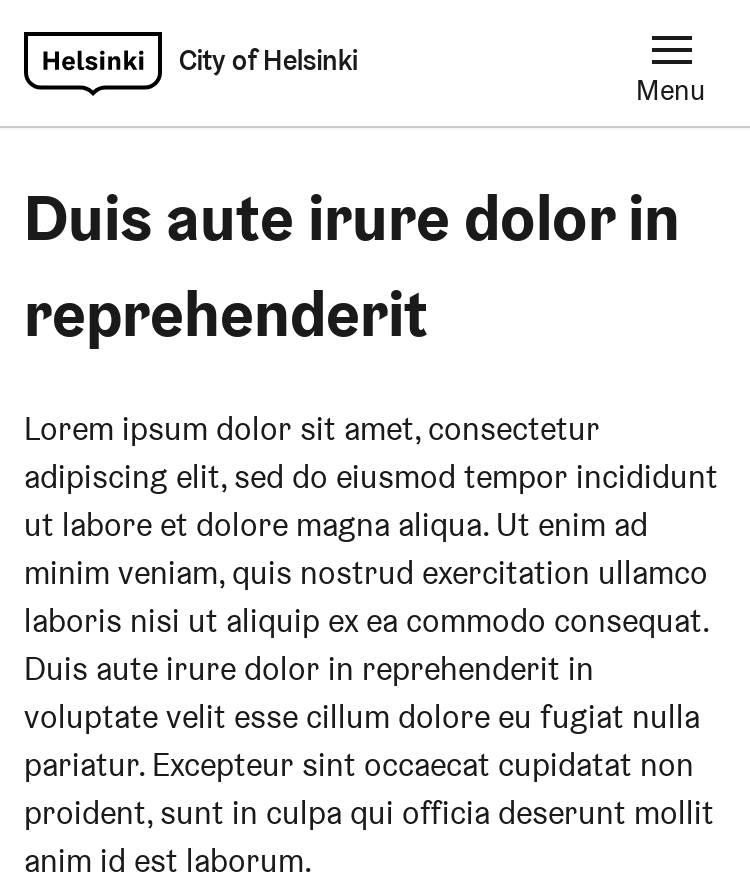 Helsinki City of Helsinki
Menu
Duis aute irure dolor in
reprehenderit
Lorem ipsum dolor sit amet, consectetur
adipiscing elit, sed do eiusmod tempor incididunt
ut labore et dolore magna aliqua. Ut enim ad
minim veniam, quis nostrud exercitation ullamco
laboris nisi ut aliquip ex ea commodo consequat.
Duis aute irure dolor in reprehenderit in
voluptate velit esse cillum dolore eu fugiat nulla
pariatur. Excepteur sint occaecat cupidatat non
proident, sunt in culpa qui officia deserunt mollit
anim id est laborum.